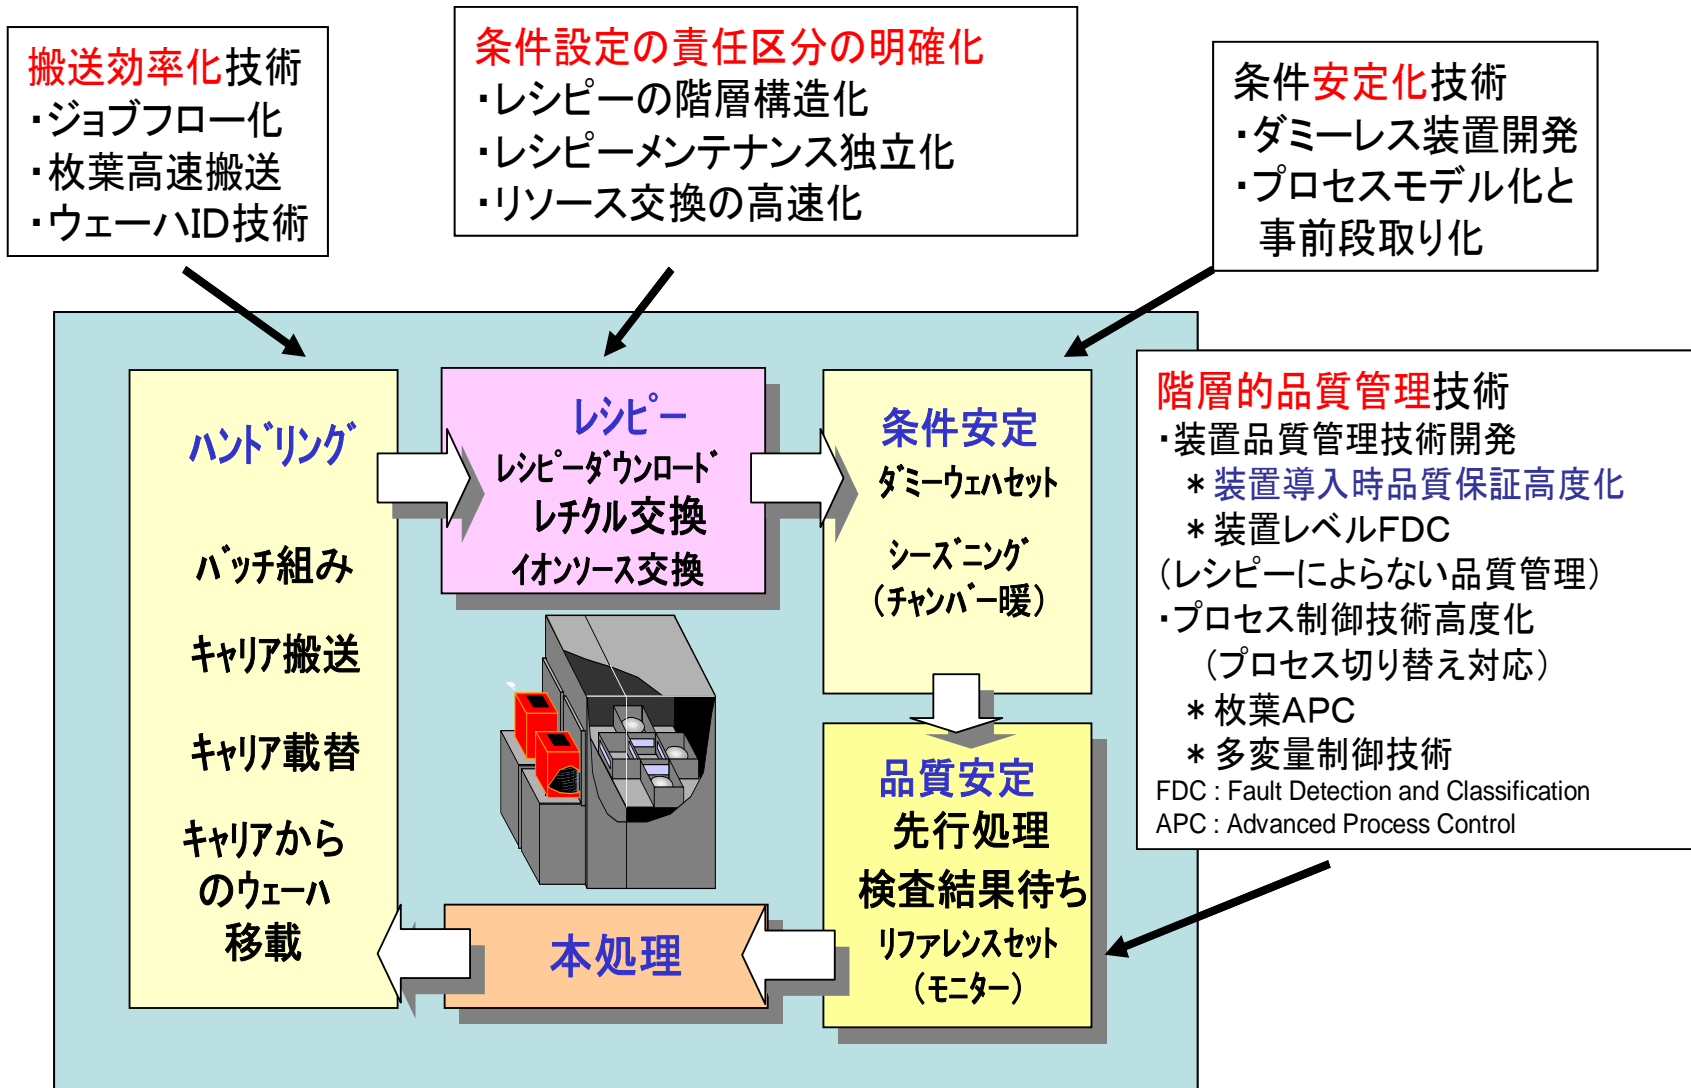 搬送効率化技術
・ジョブフロー化
・枚葉高速搬送
・ウェーハID技術
条件設定の責任区分の明確化
・レシピーの階層構造化
・レシピーメンテナンス独立化
・リソース交換の高速化
条件安定化技術
・ダミーレス装置開発
・プロセスモデル化と
事前段取り化
階層的品質管理技術
・装置品質管理技術開発
＊装置導入時品質保証高度化
＊装置レベルFDC
（レシピーによらない品質管理）
・プロセス制御技術高度化
（プロセス切り替え対応）
＊枚葉APC
＊多変量制御技術
FDC : Fault Detection and Classification
APC : Advanced Process Control
ﾊﾝﾄﾞﾘﾝｸﾞ
ﾊﾞｯﾁ組み
ｷｬﾘｱ搬送
ｷｬﾘｱ載替
ｷｬﾘｱから
のｳｪｰﾊ
移載
ﾚｼﾋﾟｰ
ﾚｼﾋﾟｰﾀﾞｳﾝﾛｰﾄﾞ
ﾚﾁｸﾙ交換
ｲｵﾝｿｰｽ交換
条件安定
ﾀﾞﾐｰｳｪﾊｾｯﾄ
ｼｰｽﾞﾆﾝｸﾞ
（ﾁｬﾝﾊﾞｰ暖）
品質安定
先行処理
検査結果待ち
ﾘﾌｧﾚﾝｽｾｯﾄ
（ﾓﾆﾀｰ）
本処理